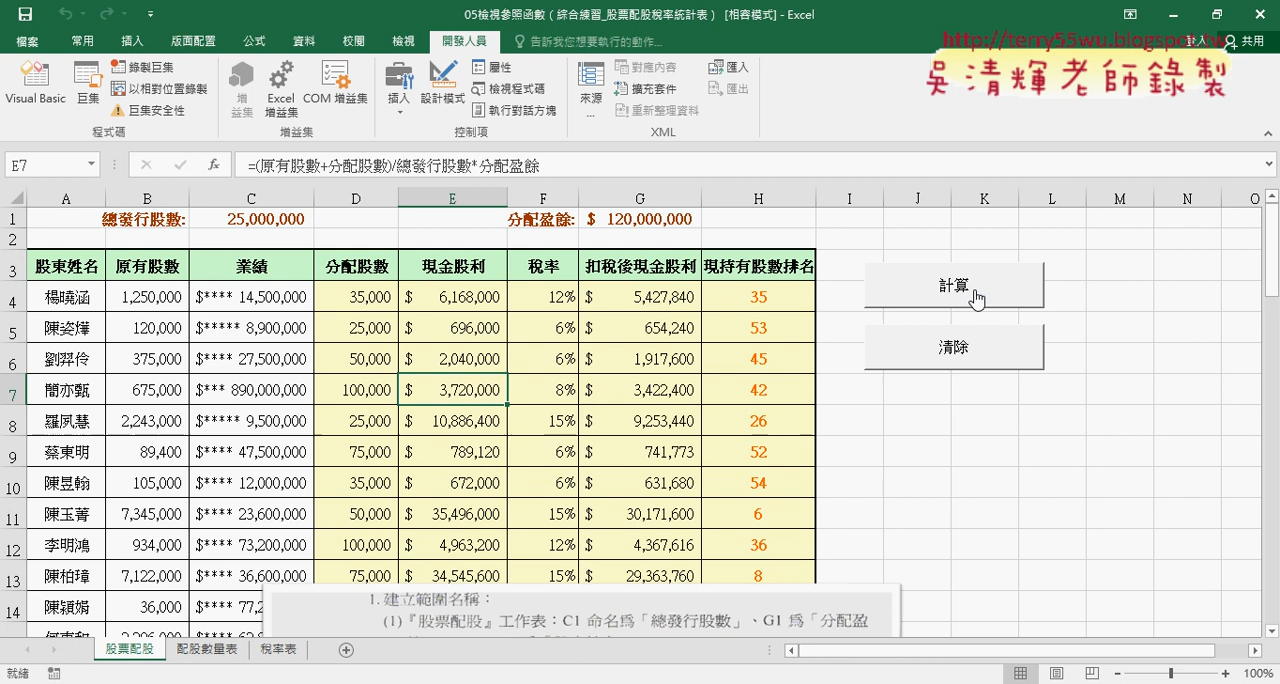 05檢視參照函數（綜合練習_股票配股稅率統計表） [相容模式] - Excel
檔案 常用 插入 版面配置 公式 資料 校閱 檢視 開發人員 告訴我您想要執行的動作... 登入 共用
http://terry55wu.blogspot.tw
吳清輝老師錄製
Visual Basic 巨集 錄製巨集 以相對位置錄製 巨集安全性
增益集 Excel 增益集 COM 增益集
插入 設計模式 屬性 檢視程式碼 執行對話方塊
來源... 對應內容 擴充套件 重新整理資料 匯入 匯出
程式碼 增益集 控制項 XML
E7 fx =(原有股數+分配股數)/總發行股數*分配盈餘
A B C D E F G H I J K L M N O
1 總發行股數: 25,000,000 分配盈餘: $ 120,000,000
2
3 股東姓名 原有股數 業績 分配股數 現金股利 稅率 扣稅後現金股利 現持有股數排名
4 楊曉涵 1,250,000 $**** 14,500,000 35,000 $ 6,168,000 12% $ 5,427,840 35
5 陳姿燁 120,000 $***** 8,900,000 25,000 $ 696,000 6% $ 654,240 53
6 劉羿伶 375,000 $**** 27,500,000 50,000 $ 2,040,000 6% $ 1,917,600 45
7 簡亦甄 675,000 $*** 890,000,000 100,000 $ 3,720,000 8% $ 3,422,400 42
8 羅夙慧 2,243,000 $***** 9,500,000 25,000 $ 10,886,400 15% $ 9,253,440 26
9 蔡東明 89,400 $**** 47,500,000 75,000 $ 789,120 6% $ 741,773 52
10 陳昱翰 105,000 $**** 12,000,000 35,000 $ 672,000 6% $ 631,680 54
11 陳玉菁 7,345,000 $**** 23,600,000 50,000 $ 35,496,000 15% $ 30,171,600 6
12 李明鴻 934,000 $**** 73,200,000 100,000 $ 4,963,200 12% $ 4,367,616 36
13 陳柏璋 7,122,000 $**** 36,600,000 75,000 $ 34,545,600 15% $ 29,363,760 8
14 陳潁娟 36,000 $**** 77,2
計算
清除
1. 建立範圍名稱：
(1)『股票配股』工作表：C1 命名為「總發行股數」、G1 為「分配盈
股票配股 配股數量表 稅率表
就緒 100%